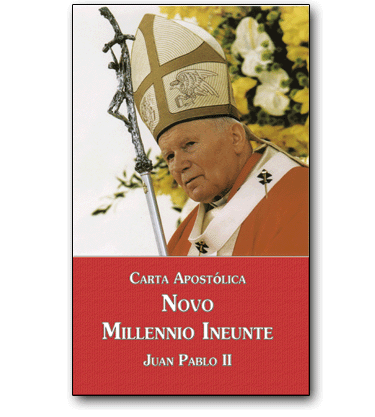 Carta Apostólica
Novo
Millennio Ineunte
Juan Pablo II